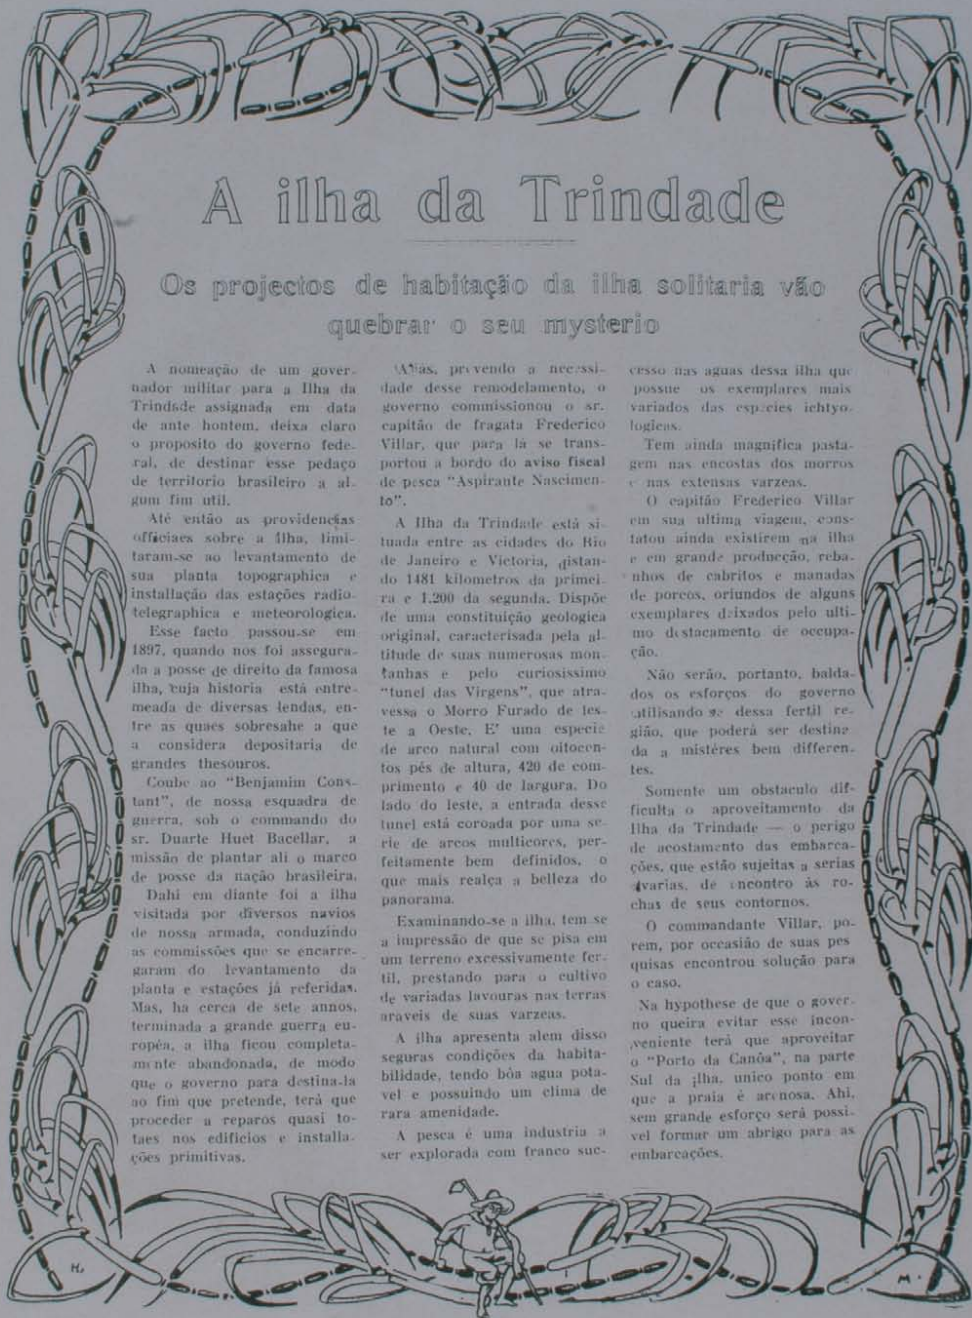 A ilha da Trindade
Os projectos de habitação da ilha solitaria vão
quebrar o seu mysterio
A nomeação de um gover-
nador militar para a Ilha da
Trindade assignada em data
de ante hontem, deixa claro
o proposito do governo fede-
ral, de destinar esse pedaço
de territorio brasileiro a al-
gum fim util.
Até então as providencias
officiaes sobre a ilha, limi-
taram-se ao levantamento de
sua planta topographica e
installação das estações radio-
telegraphica e meteorologica.
Esse facto passou-se em
1897, quando nos foi assegura-
da a posse de direito da famosa
ilha, cuja historia está entre-
meada de diversas lendas, en-
tre as quaes sobresahe a que
a considera depositaria de
grandes thesouros.
Coube ao "Benjamim Cons-
tant", de nossa esquadra de
guerra, sob o commando do
sr. Duarte Huet Bacellar, a
missão de plantar ali o marco
de posse da nação brasileira.
Dahi em diante foi a ilha
visitada por diversos navios
de nossa armada, conduzindo
as commissões que se encarre-
garam do levantamento da
planta e estações já referidas.
Mas, ha cerca de sete annos,
terminada a grande guerra eu-
ropéa, a ilha ficou completa-
mente abandonada, de modo
que o governo para destina-la
ao fim que pretende, terá que
proceder a reparos quasi to-
taes nos edificios e installa-
ções primitivas.
Aliás, prevendo a necessi-
dade desse remodelamento, o
governo commissionou o sr.
capitão de fragata Frederico
Villar, que para lá se trans-
portou a bordo do aviso fiscal
de pesca "Aspirante Nascimen-
to".
A Ilha da Trindade está si-
tuada entre as cidades do Rio
de Janeiro e Victoria, distan-
do 1481 kilometros da primei-
ra e 1.200 da segunda. Dispõe
de uma constituição geologica
original, caracterisada pela al-
titude de suas numerosas mon-
tanhas e pelo curiosissimo
"tunel das Virgens", que atra-
vessa o Morro Furado de les-
te a Oeste. E' uma especie
de arco natural com oitocen-
tos pés de altura, 420 de com-
primento e 40 de largura. Do
lado do leste, a entrada desse
tunel está coroada por uma se-
rie de arcos multicores, per-
feitamente bem definidos, o
que mais realça a belleza do
panorama.
Examinando-se a ilha, tem se
a impressão de que se pisa em
um terreno excessivamente fer-
til, prestando para o cultivo
de variadas lavouras nas terras
araveis de suas varzeas.
A ilha apresenta alem disso
seguras condições da habita-
bilidade, tendo bôa agua pota-
vel e possuindo um clima de
rara amenidade.
A pesca é uma industria a
ser explorada com franco suc-
cesso nas aguas dessa ilha que
possue os exemplares mais
variados das especies ichtyo-
logicas.
Tem ainda magnifica pasta-
gem nas encostas dos morros
e nas extensas varzeas.
O capitão Frederico Villar
em sua ultima viagem, cons-
tatou ainda existirem na ilha
e em grande producção, reba-
nhos de cabritos e manadas
de porcos, oriundos de alguns
exemplares deixados pelo ulti-
mo destacamento de occupa-
ção.
Não serão, portanto, balda-
dos os esforços do governo
utilisando se dessa fertil re-
gião, que poderá ser destina-
da a mistéres bem differen-
tes.
Somente um obstaculo dif-
ficulta o aproveitamento da
Ilha da Trindade — o perigo
de acostamento das embarca-
ções, que estão sujeitas a serias
avarias, de encontro ás ro-
chas de seus contornos.
O commandante Villar, po-
rem, por occasião de suas pes
quisas encontrou solução para
o caso.
Na hypothese de que o gover-
no queira evitar esse incon-
veniente terá que aproveitar
o "Porto da Canôa", na parte
Sul da ilha, unico ponto em
que a praia é arenosa. Ahi,
sem grande esforço será possi-
vel formar um abrigo para as
embarcações.
H.
M.